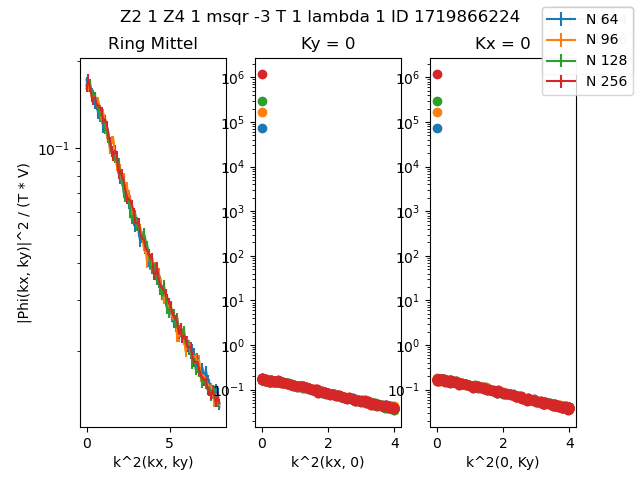 Z2 1 Z4 1 msqr -3 T 1 lambda 1 ID 1719866224
N 64
N 96
N 128
N 256
Ring Mittel
Ky = 0
Kx = 0
|Phi(kx, ky)|^2 / (T * V)
10^-1
0 5
k^2(kx, ky)
10^6
10^5
10^4
10^3
10^2
10^1
10^0
10^-1
0 2 4
k^2(kx, 0)
10^6
10^5
10^4
10^3
10^2
10^1
10^0
10^-1
0 2 4
k^2(0, Ky)